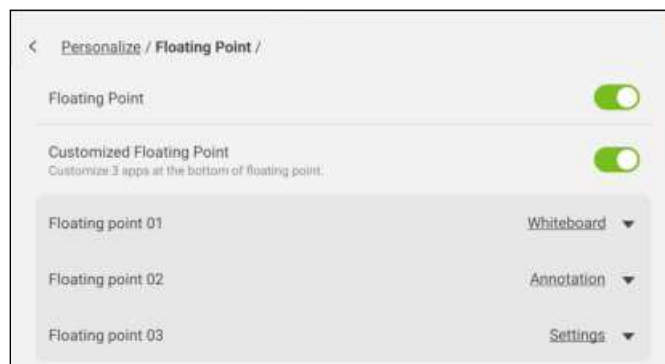 Personalize / Floating Point /
Floating Point
Customized Floating Point
Customize 3 apps at the bottom of floating point.
Floating point 01 Whiteboard
Floating point 02 Annotation
Floating point 03 Settings